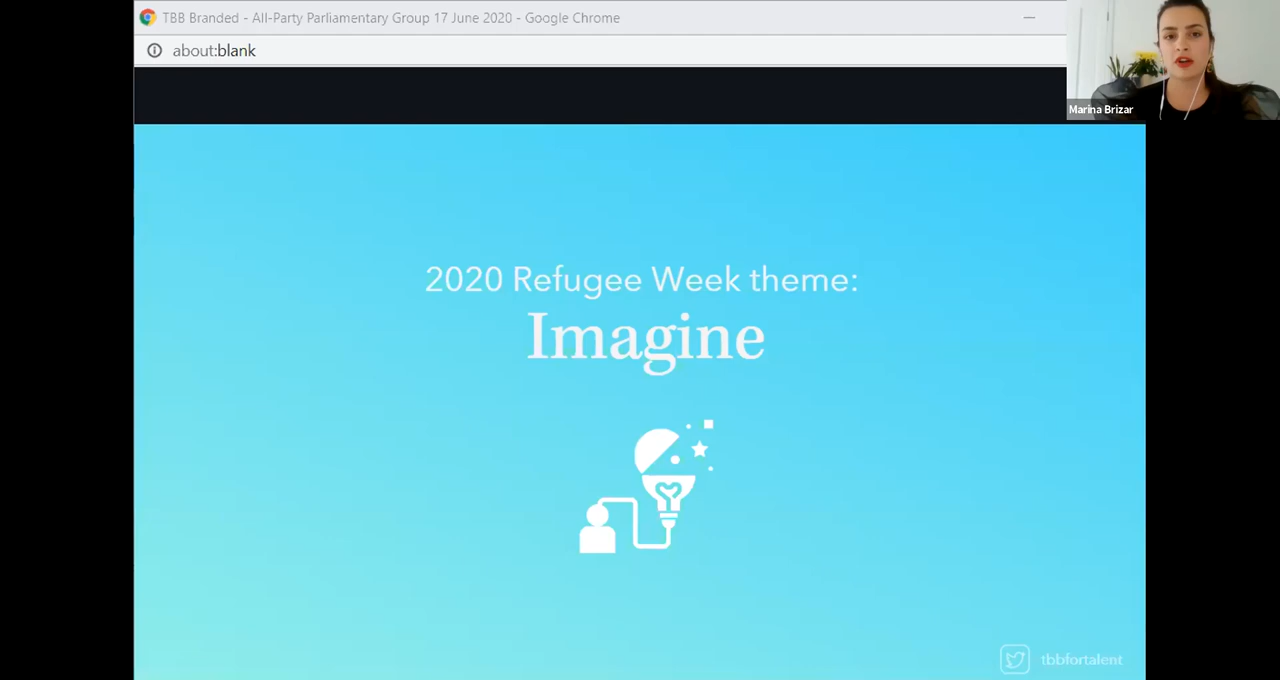 TBB Branded - All-Party Parliamentary Group 17 June 2020 - Google Chrome
about:blank
Marina Brizar
2020 Refugee Week theme:
Imagine
tbbfortalent